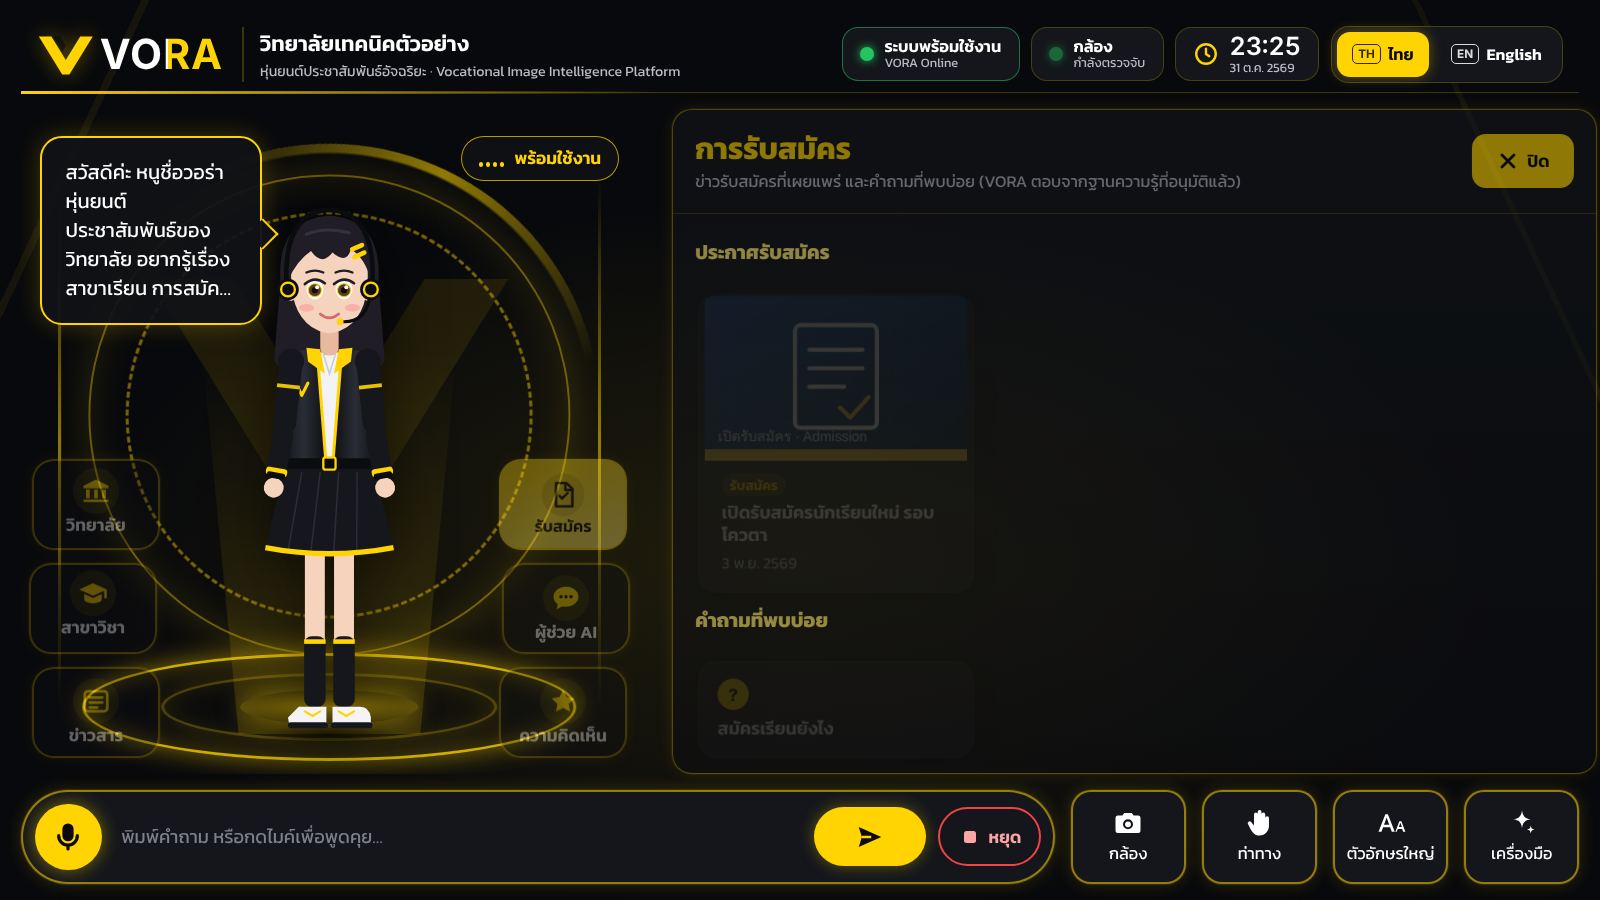 VORA
วิทยาลัยเทคนิคตัวอย่าง
หุ่นยนต์ประชาสัมพันธ์อัจฉริยะ · Vocational Image Intelligence Platform
ระบบพร้อมใช้งาน
VORA Online
กล้อง
กำลังตรวจจับ
23:25
31 ต.ค. 2569
TH ไทย
EN English
สวัสดีค่ะ หนูชื่อวอร่า
หุ่นยนต์
ประชาสัมพันธ์ของ
วิทยาลัย อยากรู้เรื่อง
สาขาเรียน การสมัค...
พร้อมใช้งาน
วิทยาลัย
สาขาวิชา
ข่าวสาร
รับสมัคร
ผู้ช่วย AI
ความคิดเห็น
การรับสมัคร
ข่าวรับสมัครที่เผยแพร่ และคำถามที่พบบ่อย (VORA ตอบจากฐานความรู้ที่อนุมัติแล้ว)
ปิด
ประกาศรับสมัคร
เปิดรับสมัคร · Admission
รับสมัคร
เปิดรับสมัครนักเรียนใหม่ รอบ
โควตา
3 พ.ย. 2569
คำถามที่พบบ่อย
?
สมัครเรียนยังไง
พิมพ์คำถาม หรือกดไมค์เพื่อพูดคุย...
หยุด
กล้อง
ท่าทาง
AA
ตัวอักษรใหญ่
เครื่องมือ